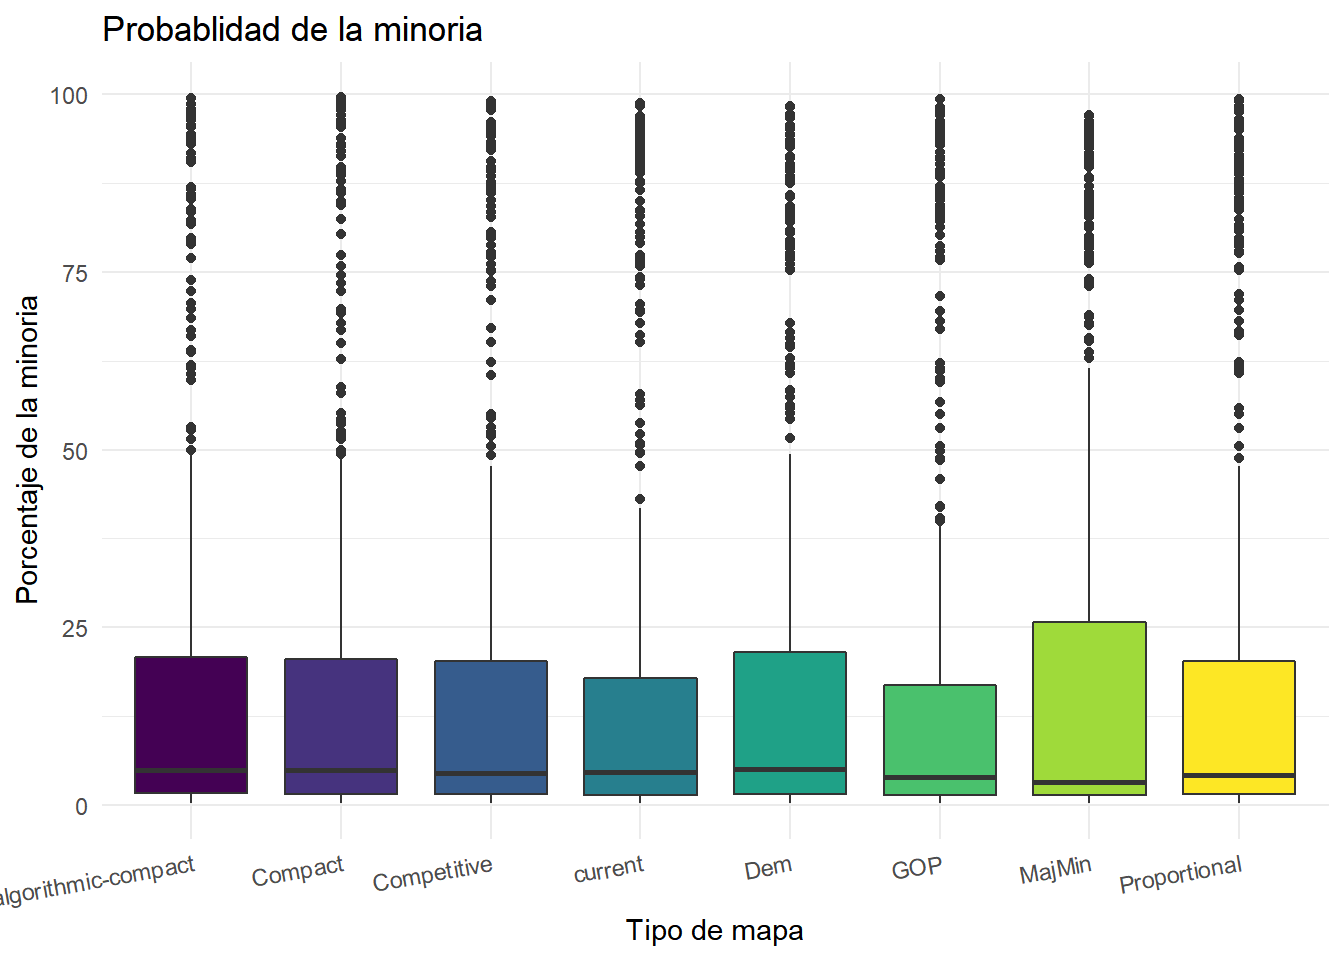 Probablidad de la minoria
Porcentaje de la minoria
100
75
50
25
0
algorithmic-compact
Compact
Competitive
current
Dem
GOP
MajMin
Proportional
Tipo de mapa